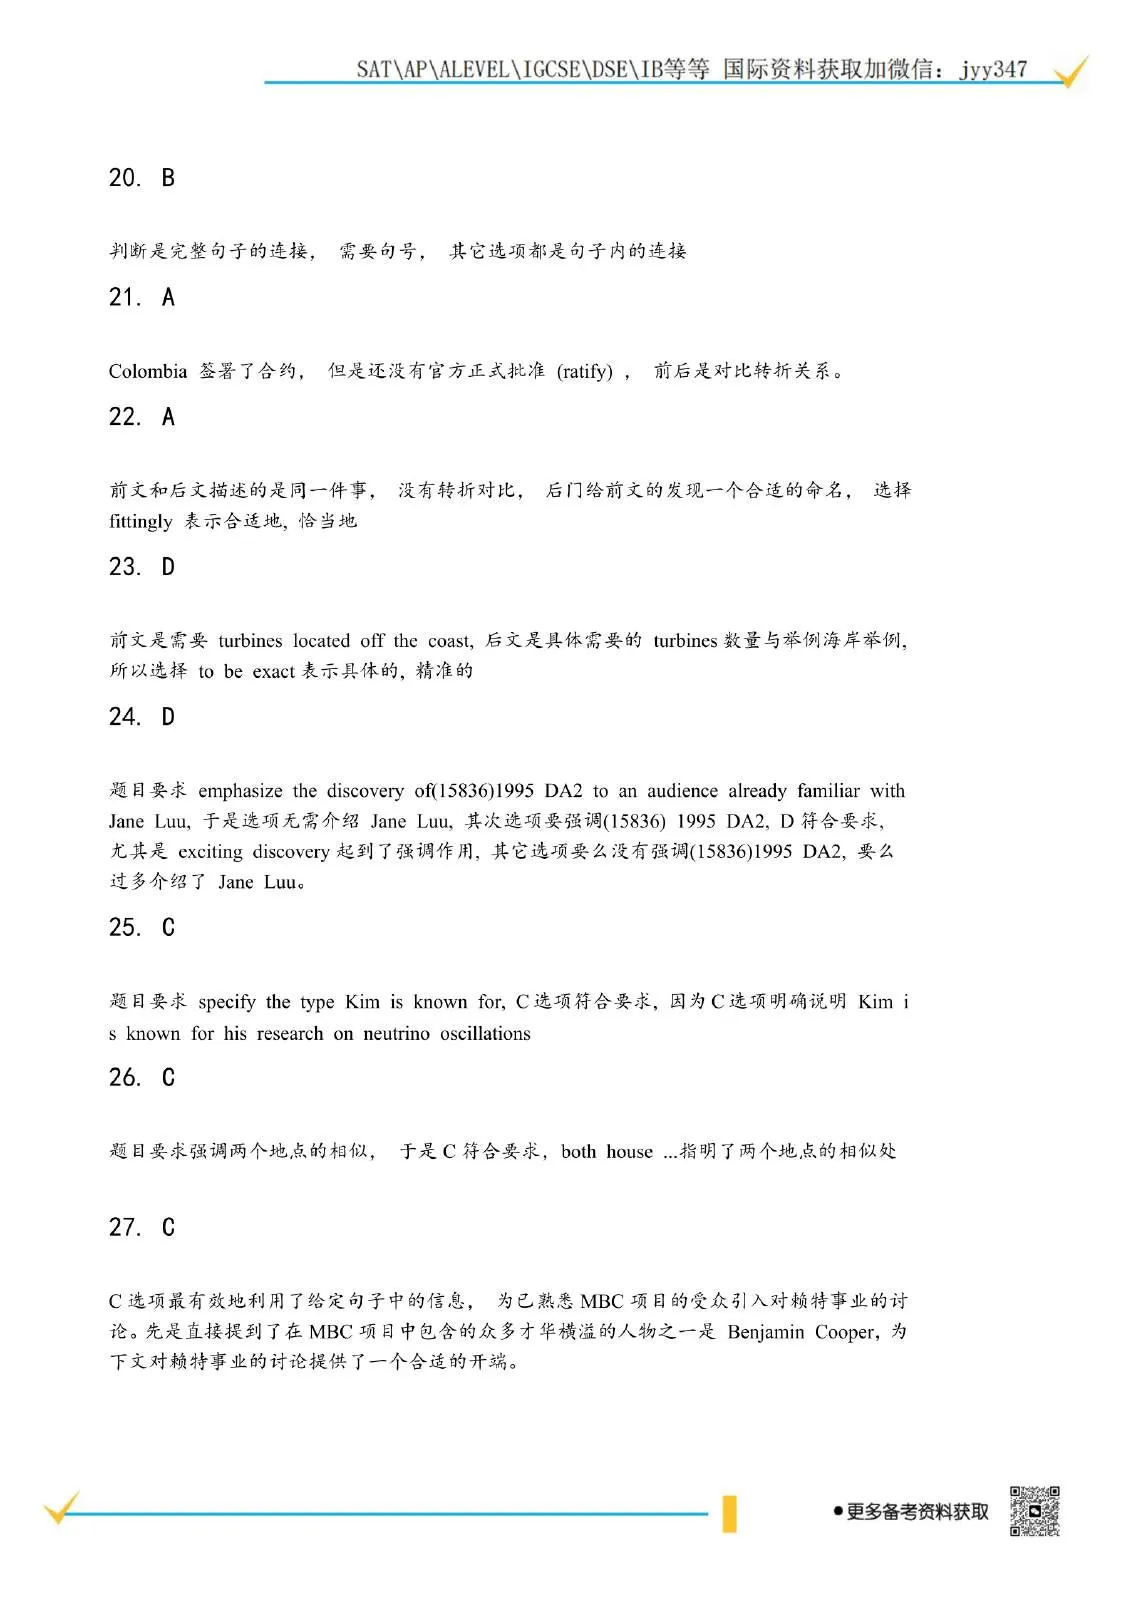 SAT\AP\ALEVEL\IGCSE\DSE\IB等等 国际资料获取加微信：jyy347
20. B
判断是完整句子的连接， 需要句号， 其它选项都是句子内的连接
21. A
Colombia 签署了合约， 但是还没有官方正式批准 (ratify) ， 前后是对比转折关系。
22. A
前文和后文描述的是同一件事， 没有转折对比， 后门给前文的发现一个合适的命名， 选择
fittingly 表示合适地, 恰当地
23. D
前文是需要 turbines located off the coast, 后文是具体需要的 turbines 数量与举例海岸举例,
所以选择 to be exact 表示具体的, 精准的
24. D
题目要求 emphasize the discovery of(15836)1995 DA2 to an audience already familiar with
Jane Luu, 于是选项无需介绍 Jane Luu, 其次选项要强调(15836) 1995 DA2, D 符合要求,
尤其是 exciting discovery 起到了强调作用, 其它选项要么没有强调(15836)1995 DA2, 要么
过多介绍了 Jane Luu。
25. C
题目要求 specify the type Kim is known for, C 选项符合要求, 因为 C 选项明确说明 Kim i
s known for his research on neutrino oscillations
26. C
题目要求强调两个地点的相似， 于是 C 符合要求, both house ...指明了两个地点的相似处
27. C
C 选项最有效地利用了给定句子中的信息， 为已熟悉 MBC 项目的受众引入对赖特事业的讨
论。先是直接提到了在 MBC 项目中包含的众多才华横溢的人物之一是 Benjamin Cooper, 为
下文对赖特事业的讨论提供了一个合适的开端。
●更多备考资料获取